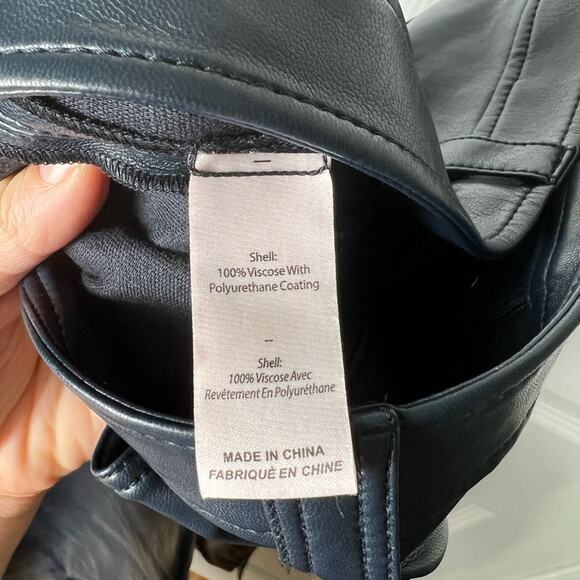 –
Shell:
100% Viscose With
Polyurethane Coating
–
Shell:
100% Viscose Avec
Revêtement En Polyuréthane
MADE IN CHINA
FABRIQUÈ EN CHINE